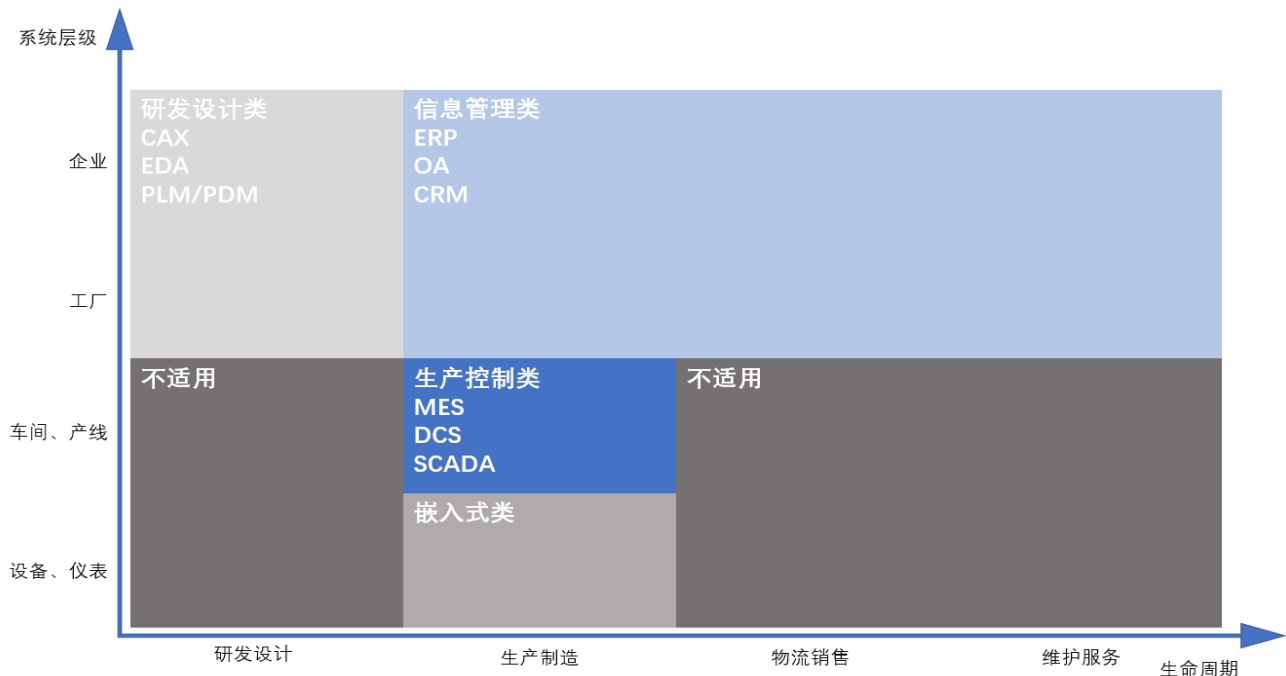 系统层级
研发设计类
CAX
EDA
PLM/PDM
信息管理类
ERP
OA
CRM
企业
工厂
不适用
生产控制类
MES
DCS
SCADA
不适用
车间、产线
嵌入式类
设备、仪表
研发设计
生产制造
物流销售
维护服务
生命周期